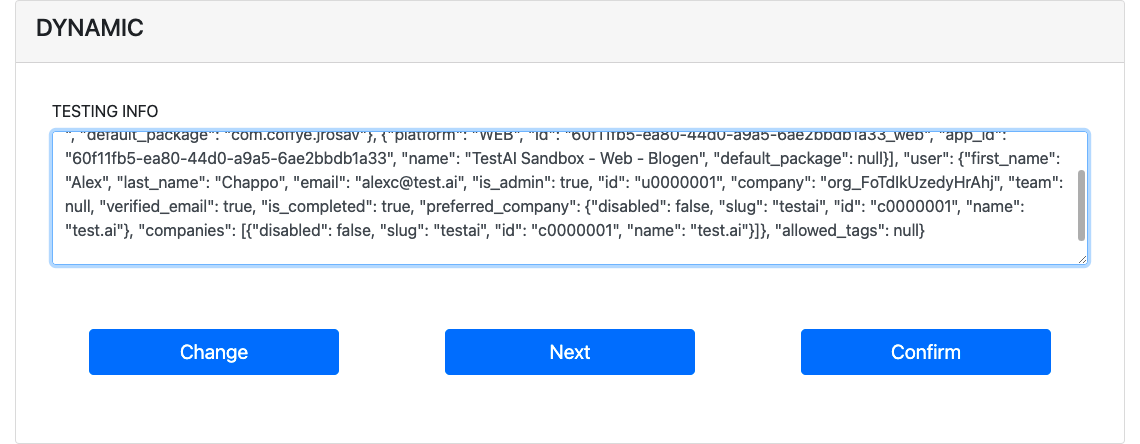 DYNAMIC
TESTING INFO
", "default_package": "com.coffye.jrosav"}, {"platform": "WEB", "id": "60f11fb5-ea80-44d0-a9a5-6ae2bbdb1a33_web", "app_id":
"60f11fb5-ea80-44d0-a9a5-6ae2bbdb1a33", "name": "TestAI Sandbox - Web - Blogen", "default_package": null}], "user": {"first_name":
"Alex", "last_name": "Chappo", "email": "alexc@test.ai", "is_admin": true, "id": "u0000001", "company": "org_FoTdIkUzedyHrAhj", "team":
null, "verified_email": true, "is_completed": true, "preferred_company": {"disabled": false, "slug": "testai", "id": "c0000001", "name":
"test.ai"}, "companies": [{"disabled": false, "slug": "testai", "id": "c0000001", "name": "test.ai"}]}, "allowed_tags": null}
Change
Next
Confirm